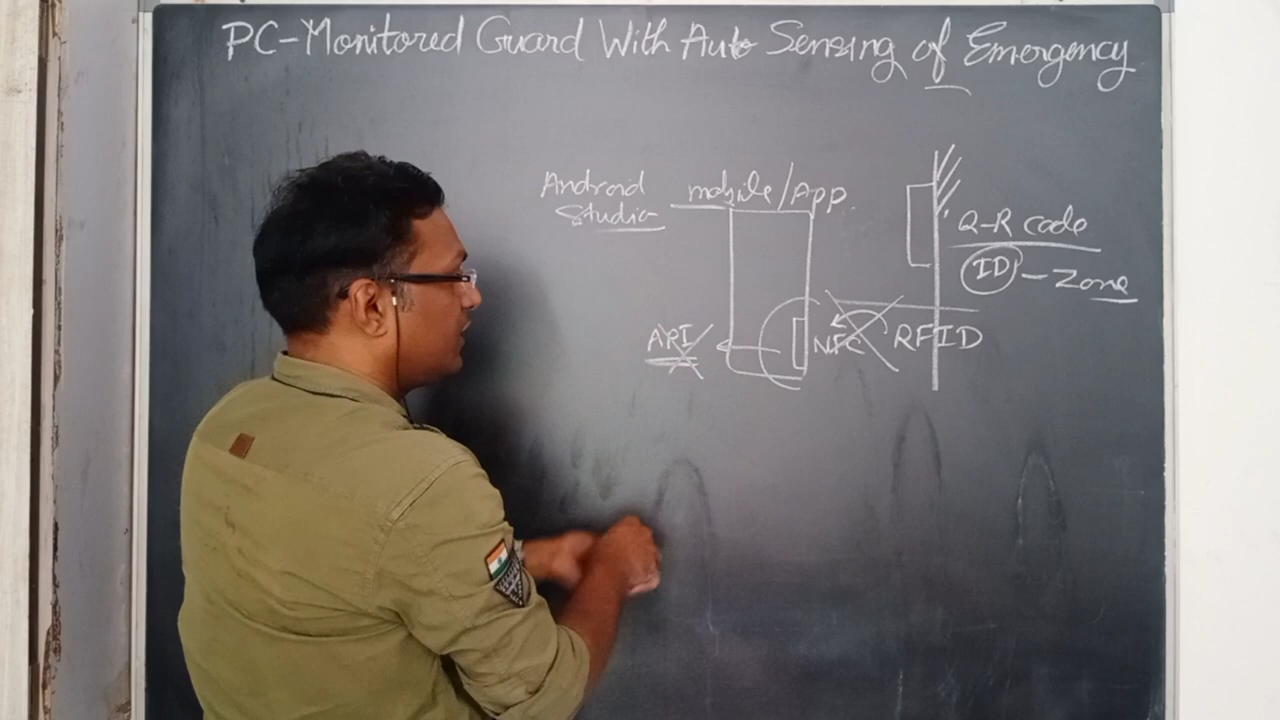 PC-Monitored Guard With Auto Sensing of Emergency
Android mobile/App.
Studio
Q-R code
ID - Zone
API NFC RFID